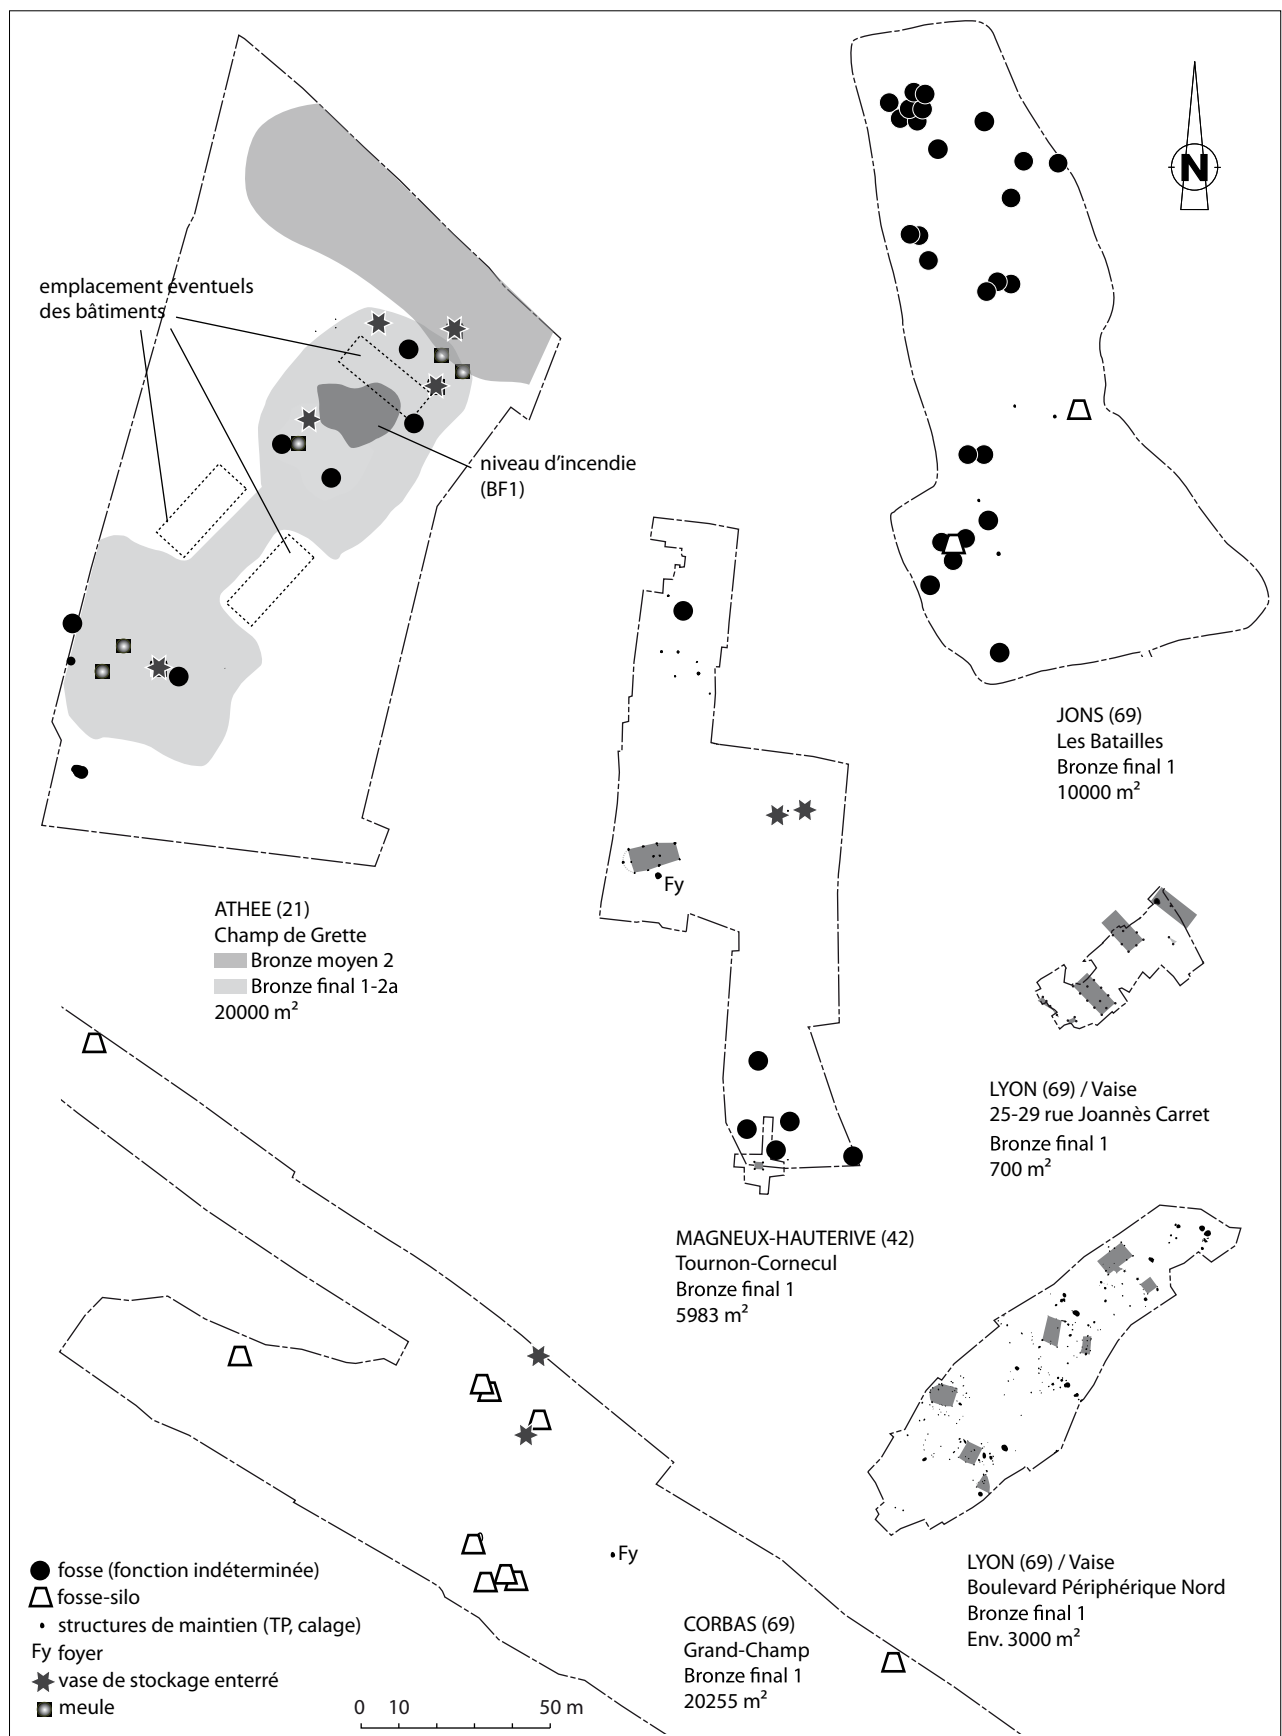 N
emplacement éventuels
des bâtiments
niveau d'incendie
(BF1)
JONS (69)
Les Batailles
Bronze final 1
10000 m²
Fy
ATHEE (21)
Champ de Grette
Bronze moyen 2
Bronze final 1-2a
20000 m²
LYON (69) / Vaise
25-29 rue Joannès Carret
Bronze final 1
700 m²
MAGNEUX-HAUTERIVE (42)
Tournon-Cornecul
Bronze final 1
5983 m²
LYON (69) / Vaise
Boulevard Périphérique Nord
Bronze final 1
Env. 3000 m²
Fy
CORBAS (69)
Grand-Champ
Bronze final 1
20255 m²
fosse (fonction indéterminée)
fosse-silo
structures de maintien (TP, calage)
Fy foyer
vase de stockage enterré
meule
0 10 50 m